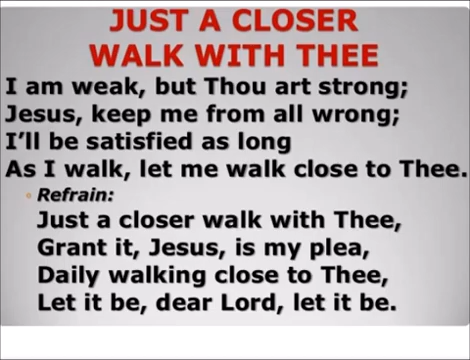 JUST A CLOSER
WALK WITH THEE
I am weak, but Thou art strong;
Jesus, keep me from all wrong;
I'll be satisfied as long
As I walk, let me walk close to Thee.
Refrain:
Just a closer walk with Thee,
Grant it, Jesus, is my plea,
Daily walking close to Thee,
Let it be, dear Lord, let it be.